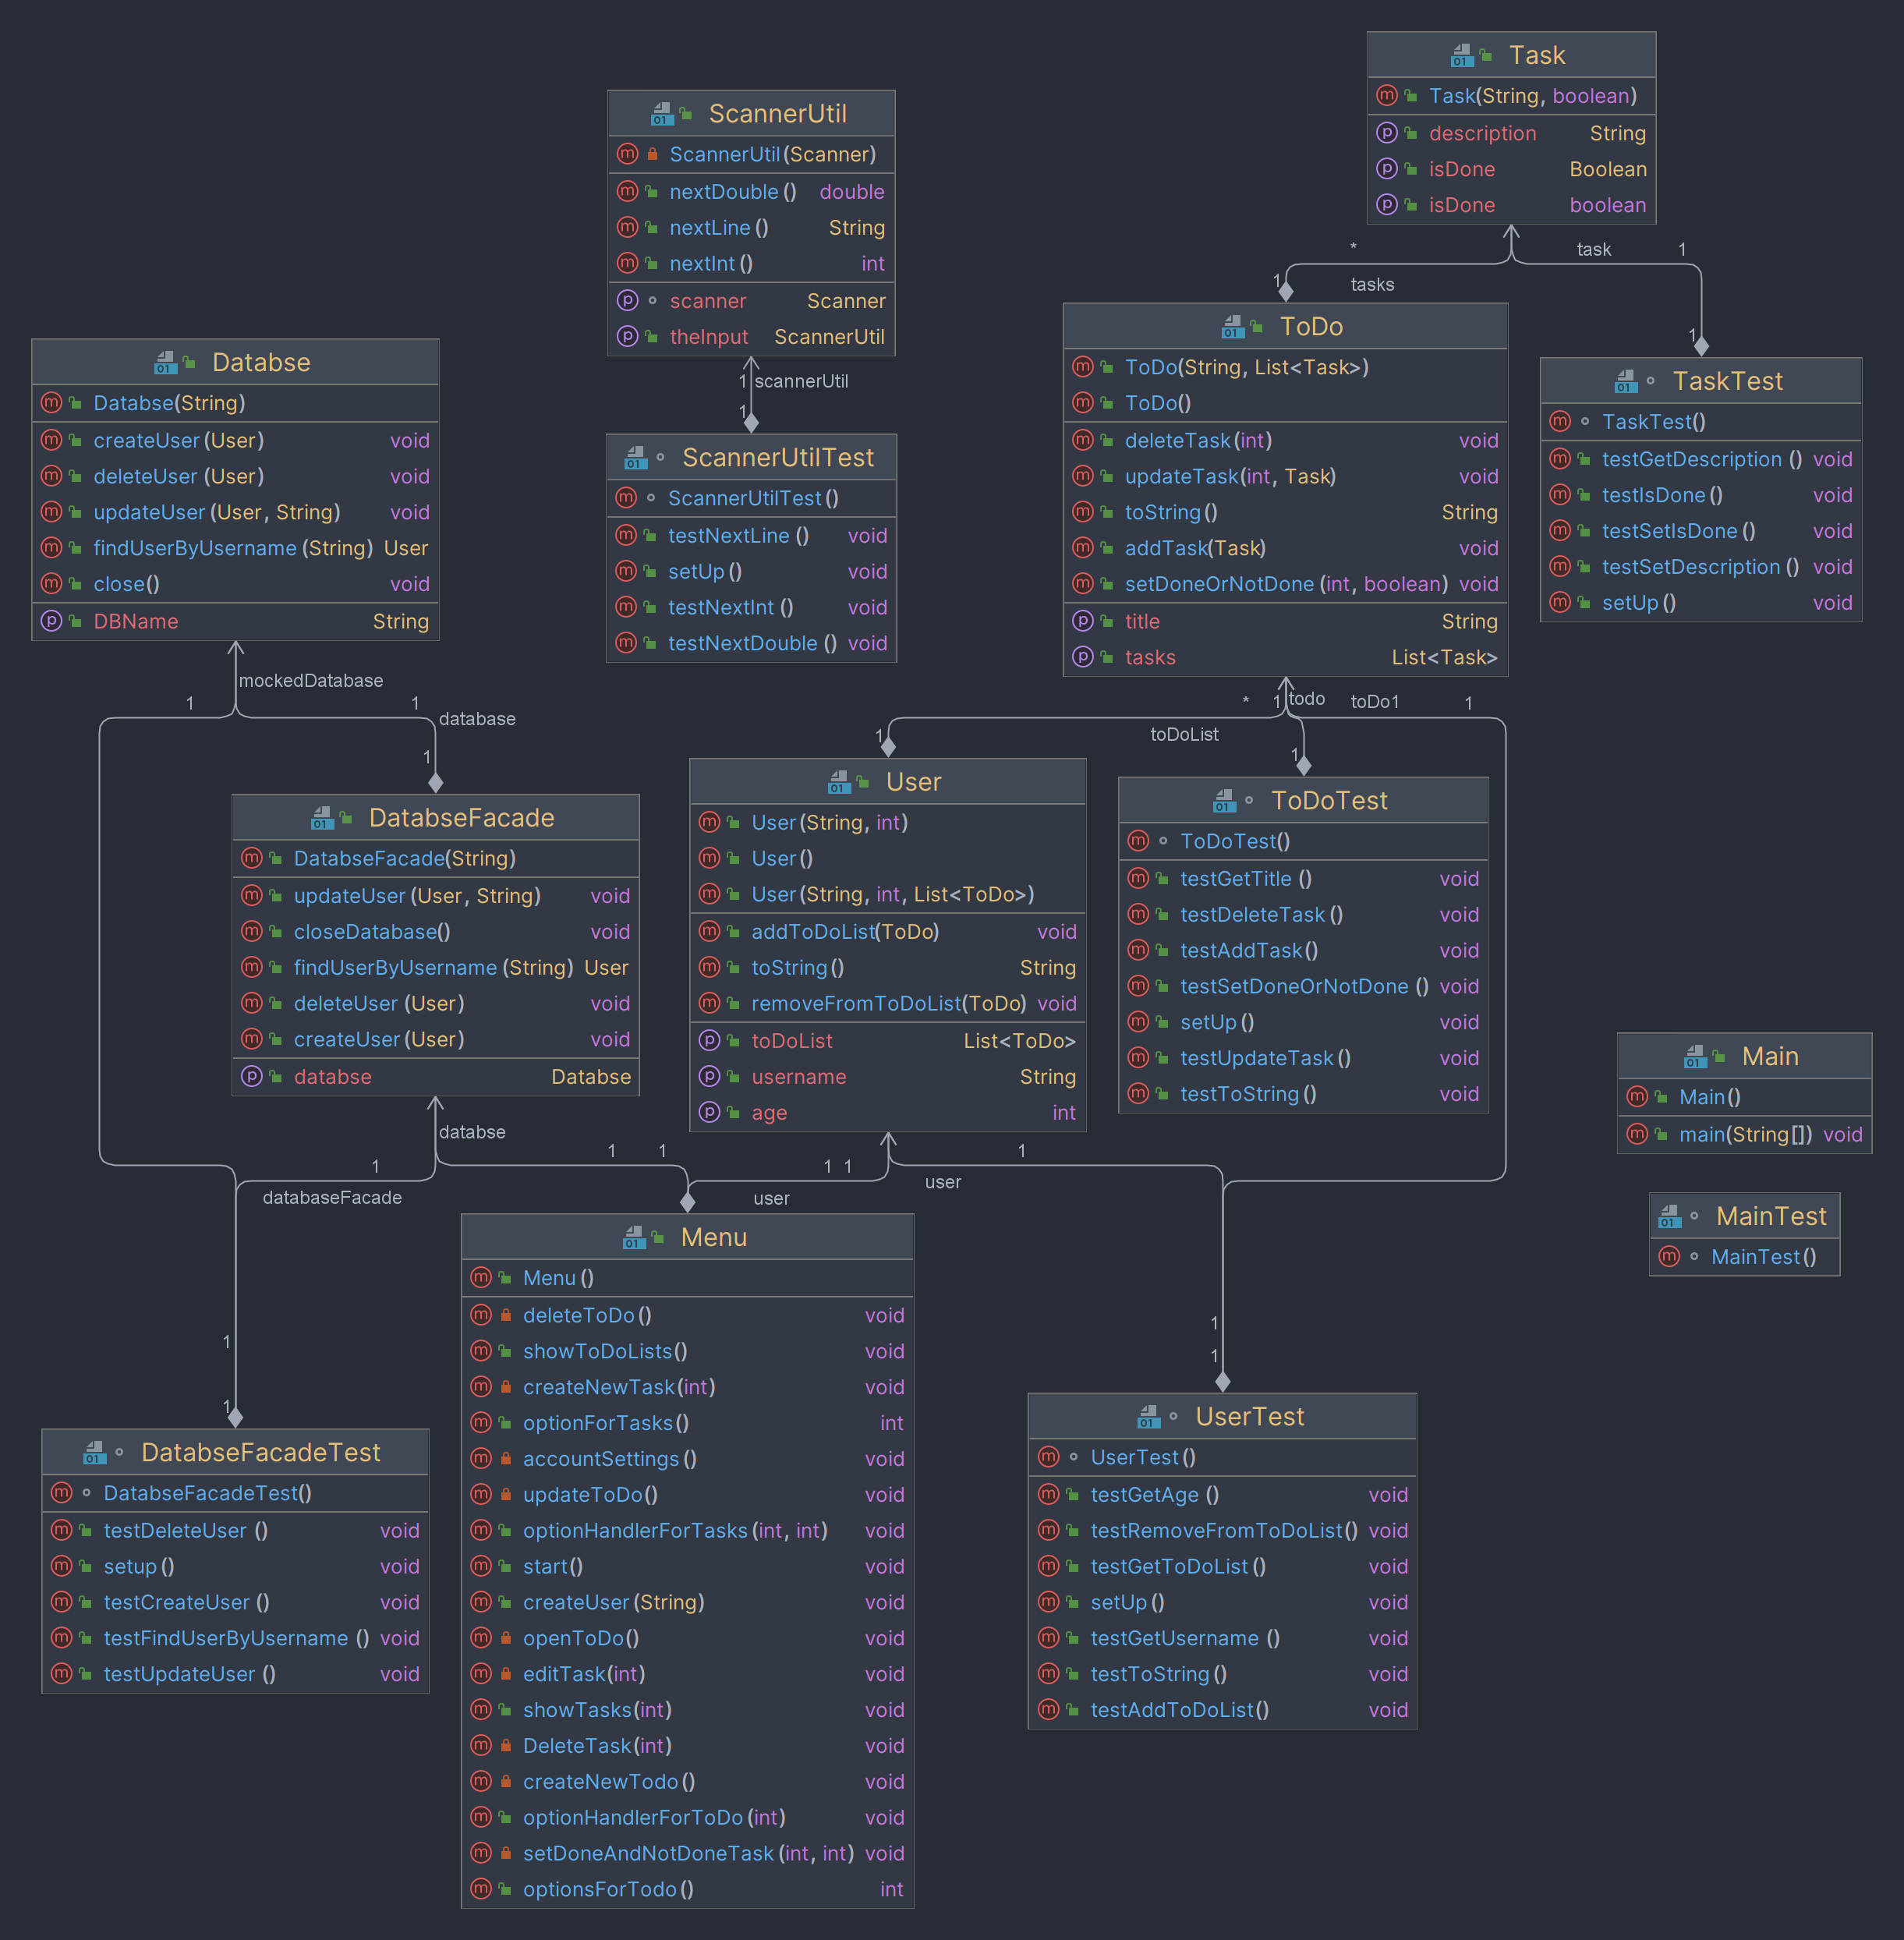 Task
Task(String, boolean)
description String
isDone Boolean
isDone boolean
ScannerUtil
ScannerUtil(Scanner)
nextDouble() double
nextLine() String
nextInt() int
scanner Scanner
theInput ScannerUtil
* 1 task 1
tasks 1
ToDo
ToDo(String, List<Task>)
ToDo()
deleteTask(int) void
updateTask(int, Task) void
toString() String
addTask(Task) void
setDoneOrNotDone(int, boolean) void
title String
tasks List<Task>
TaskTest
TaskTest()
testGetDescription() void
testIsDone() void
testSetIsDone() void
testSetDescription() void
setUp() void
Databse
Databse(String)
createUser(User) void
deleteUser(User) void
updateUser(User, String) void
findUserByUsername(String) User
close() void
DBName String
1 scannerUtil
1
ScannerUtilTest
ScannerUtilTest()
testNextLine() void
setUp() void
testNextInt() void
testNextDouble() void
mockedDatabase
1 1 database
1
* 1 todo toDo1 1
1 toDoList 1
DatabseFacade
DatabseFacade(String)
updateUser(User, String) void
closeDatabase() void
findUserByUsername(String) User
deleteUser(User) void
createUser(User) void
databse Databse
User
User(String, int)
User()
User(String, int, List<ToDo>)
addToDoList(ToDo) void
toString() String
removeFromToDoList(ToDo) void
toDoList List<ToDo>
username String
age int
ToDoTest
ToDoTest()
testGetTitle() void
testDeleteTask() void
testAddTask() void
testSetDoneOrNotDone() void
setUp() void
testUpdateTask() void
testToString() void
Main
Main()
main(String[]) void
MainTest
MainTest()
databse
1 1 1 1 1 1
databaseFacade user user
Menu
Menu()
deleteToDo() void
showToDoLists() void
createNewTask(int) void
optionForTasks() int
accountSettings() void
updateToDo() void
optionHandlerForTasks(int, int) void
start() void
createUser(String) void
openToDo() void
editTask(int) void
showTasks(int) void
DeleteTask(int) void
createNewTodo() void
optionHandlerForToDo(int) void
setDoneAndNotDoneTask(int, int) void
optionsForTodo() int
1
1
DatabseFacadeTest
DatabseFacadeTest()
testDeleteUser() void
setup() void
testCreateUser() void
testFindUserByUsername() void
testUpdateUser() void
1
1
UserTest
UserTest()
testGetAge() void
testRemoveFromToDoList() void
testGetToDoList() void
setUp() void
testGetUsername() void
testToString() void
testAddToDoList() void